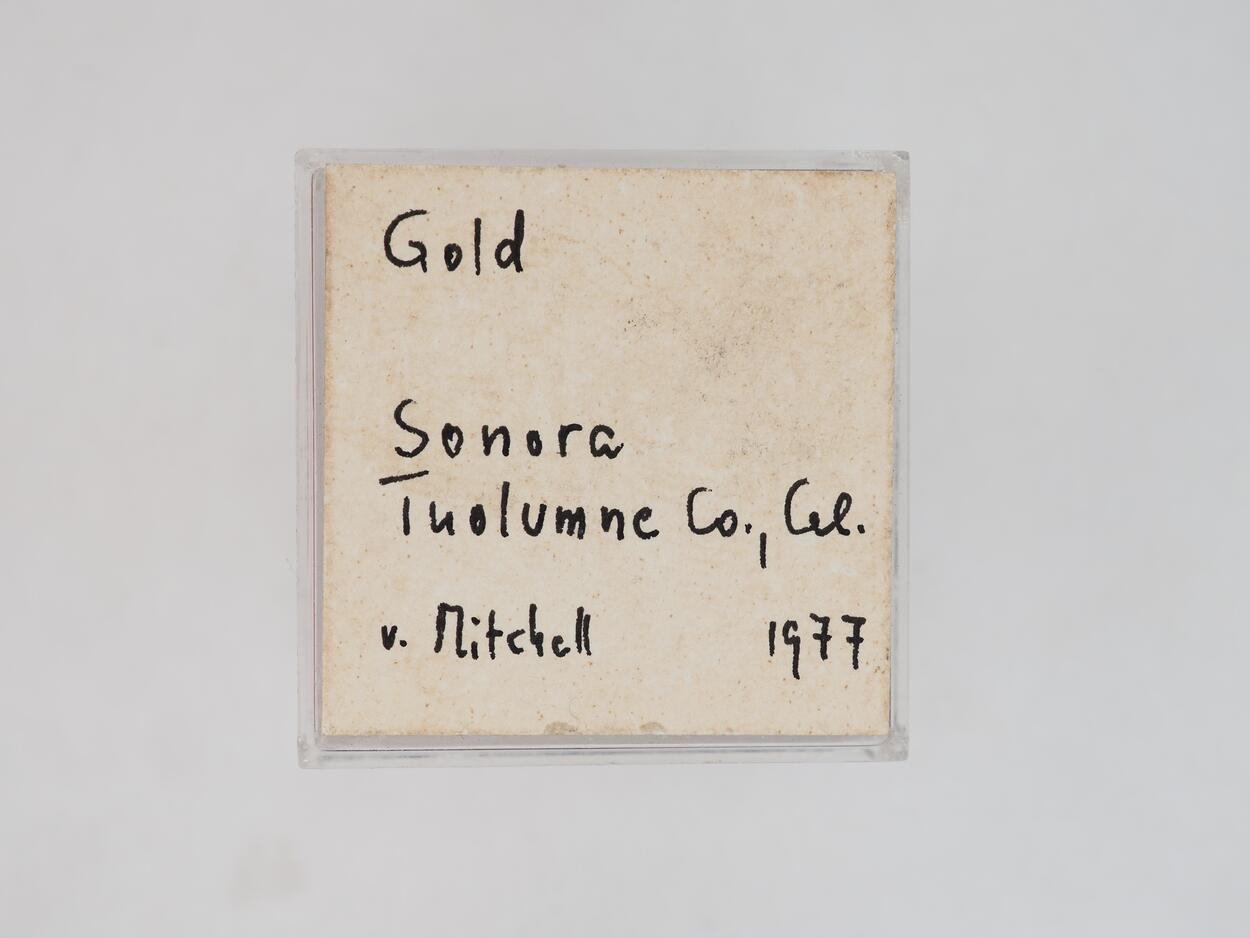 Gold
Sonora
Tuolumne Co., Cal.
v. Mitchell 1977